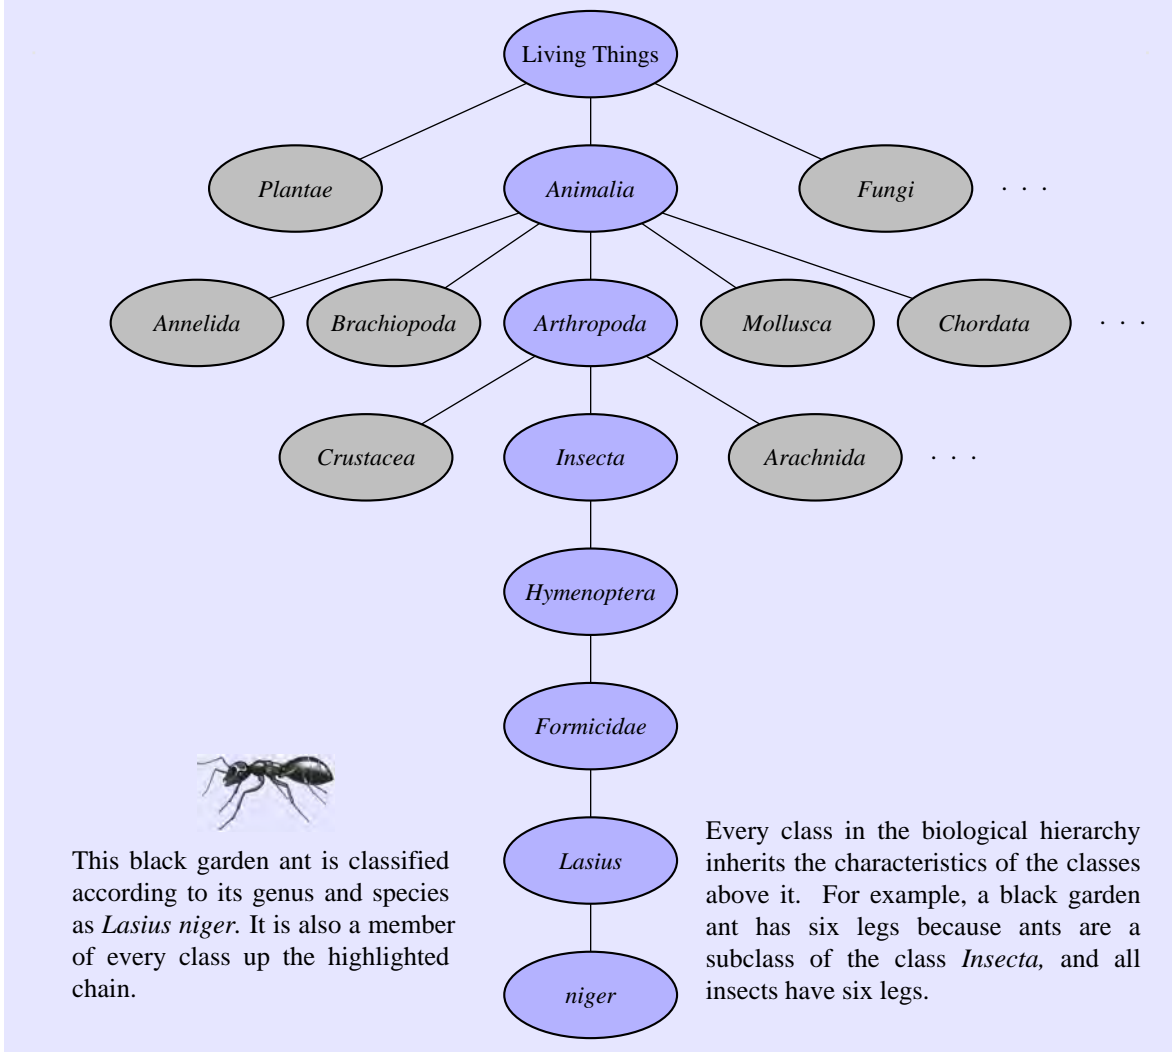 Living Things
Plantae
Animalia
Fungi
. . .
Annelida
Brachiopoda
Arthropoda
Mollusca
Chordata
. . .
Crustacea
Insecta
Arachnida
. . .
Hymenoptera
Formicidae
Lasius
niger
This black garden ant is classified
according to its genus and species
as Lasius niger. It is also a member
of every class up the highlighted
chain.
Every class in the biological hierarchy
inherits the characteristics of the classes
above it. For example, a black garden
ant has six legs because ants are a
subclass of the class Insecta, and all
insects have six legs.